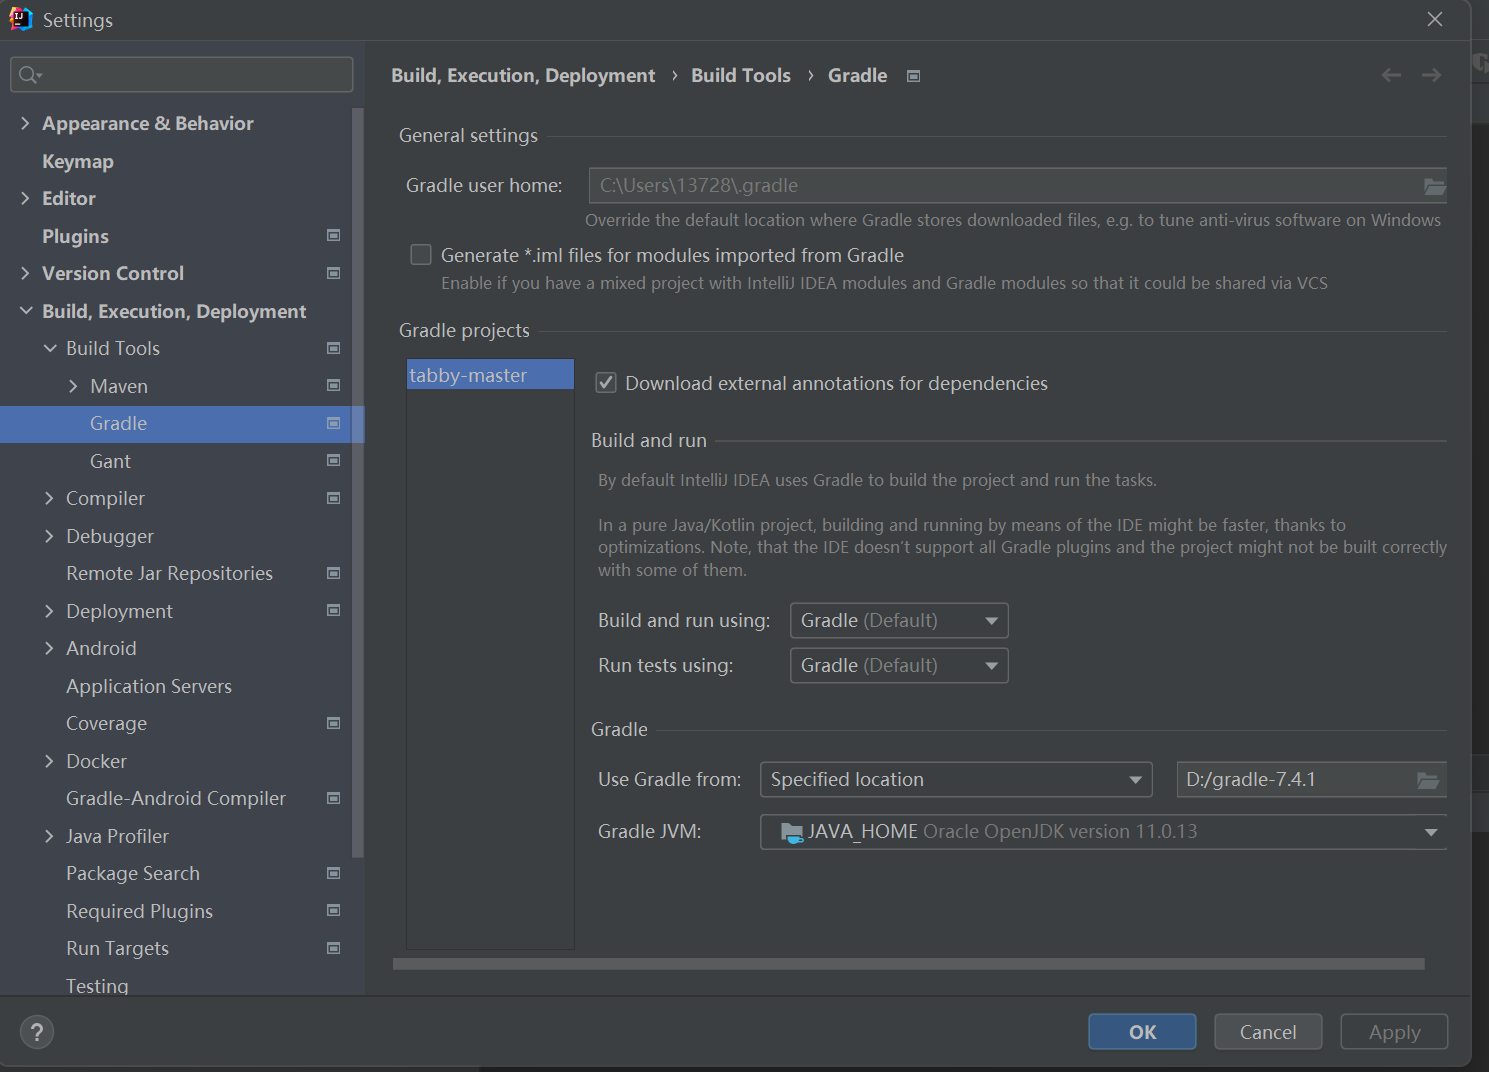 Settings
Appearance & Behavior
Keymap
Editor
Plugins
Version Control
Build, Execution, Deployment
Build Tools
Maven
Gradle
Gant
Compiler
Debugger
Remote Jar Repositories
Deployment
Android
Application Servers
Coverage
Docker
Gradle-Android Compiler
Java Profiler
Package Search
Required Plugins
Run Targets
Testing
Build, Execution, Deployment › Build Tools › Gradle
General settings
Gradle user home: C:\Users\13728\.gradle
Override the default location where Gradle stores downloaded files, e.g. to tune anti-virus software on Windows
Generate *.iml files for modules imported from Gradle
Enable if you have a mixed project with IntelliJ IDEA modules and Gradle modules so that it could be shared via VCS
Gradle projects
tabby-master
Download external annotations for dependencies
Build and run
By default IntelliJ IDEA uses Gradle to build the project and run the tasks.
In a pure Java/Kotlin project, building and running by means of the IDE might be faster, thanks to
optimizations. Note, that the IDE doesn't support all Gradle plugins and the project might not be built correctly
with some of them.
Build and run using: Gradle (Default)
Run tests using: Gradle (Default)
Gradle
Use Gradle from: Specified location D:/gradle-7.4.1
Gradle JVM: JAVA_HOME Oracle OpenJDK version 11.0.13
?
OK Cancel Apply